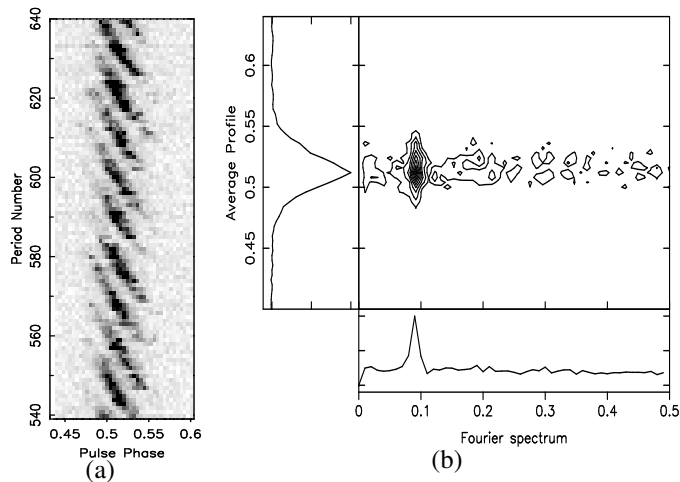 640
620
600
580
560
540
Period Number
0.45 0.5 0.55 0.6
Pulse Phase
(a)
0.6
0.55
0.5
0.45
Average Profile
0 0.1 0.2 0.3 0.4 0.5
Fourier spectrum
(b)